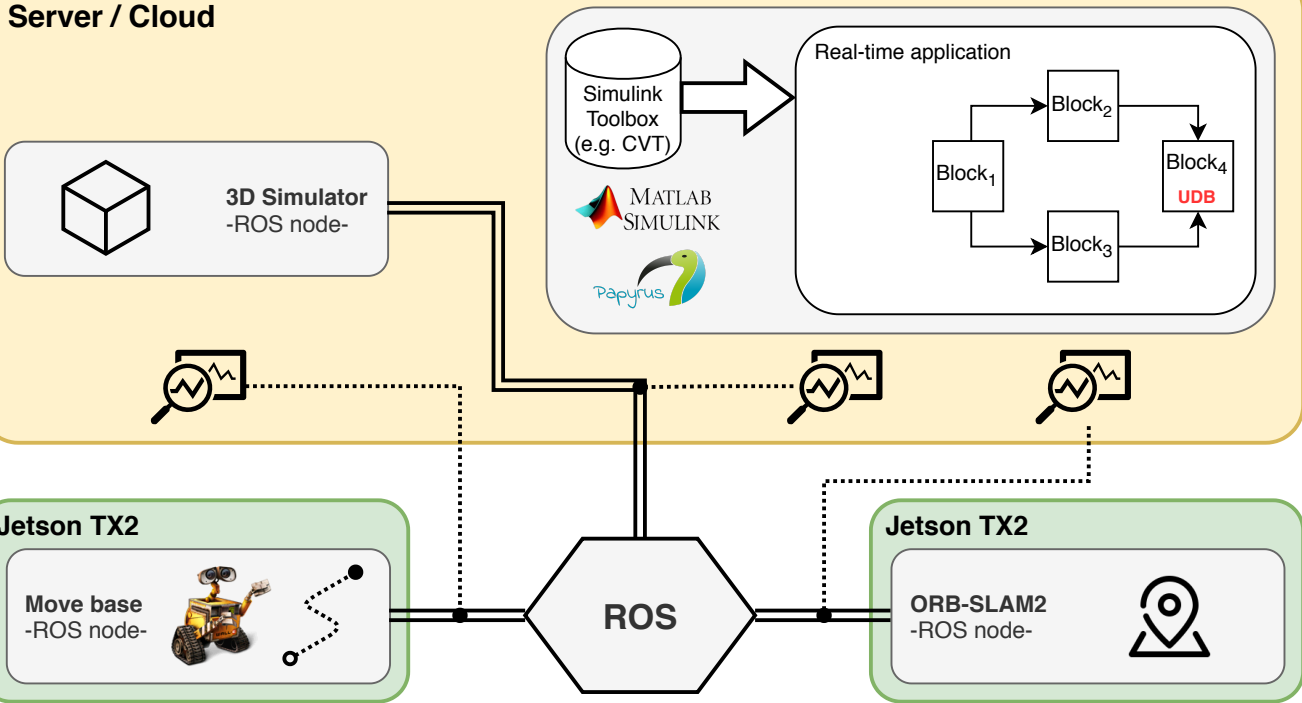 Server / Cloud
Simulink
Toolbox
(e.g. CVT)
Real-time application
Block1
Block2
Block3
Block4
UDB
3D Simulator
-ROS node-
MATLAB
SIMULINK
Papyrus
Jetson TX2
Move base
-ROS node-
ROS
Jetson TX2
ORB-SLAM2
-ROS node-